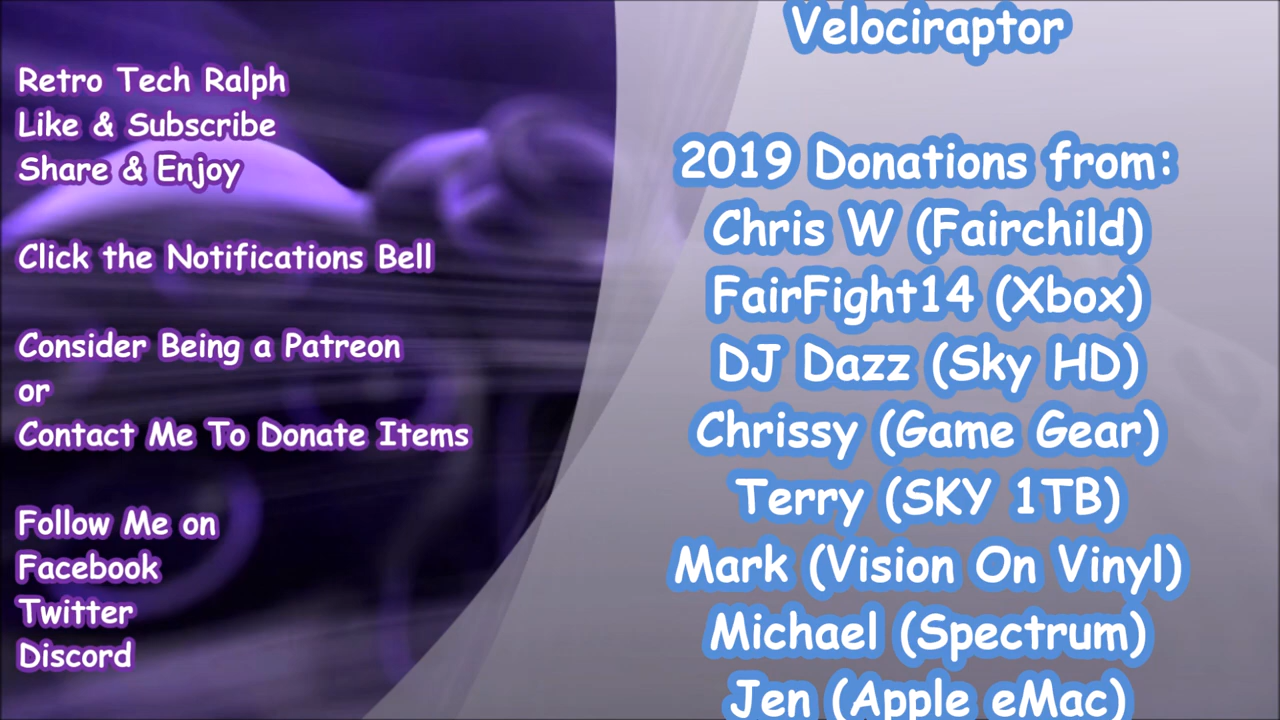 Retro Tech Ralph
Like & Subscribe
Share & Enjoy
Click the Notifications Bell
Consider Being a Patreon
or
Contact Me To Donate Items
Follow Me on
Facebook
Twitter
Discord
Velociraptor
2019 Donations from:
Chris W (Fairchild)
FairFight14 (Xbox)
DJ Dazz (Sky HD)
Chrissy (Game Gear)
Terry (SKY 1TB)
Mark (Vision On Vinyl)
Michael (Spectrum)
Jen (Apple eMac)